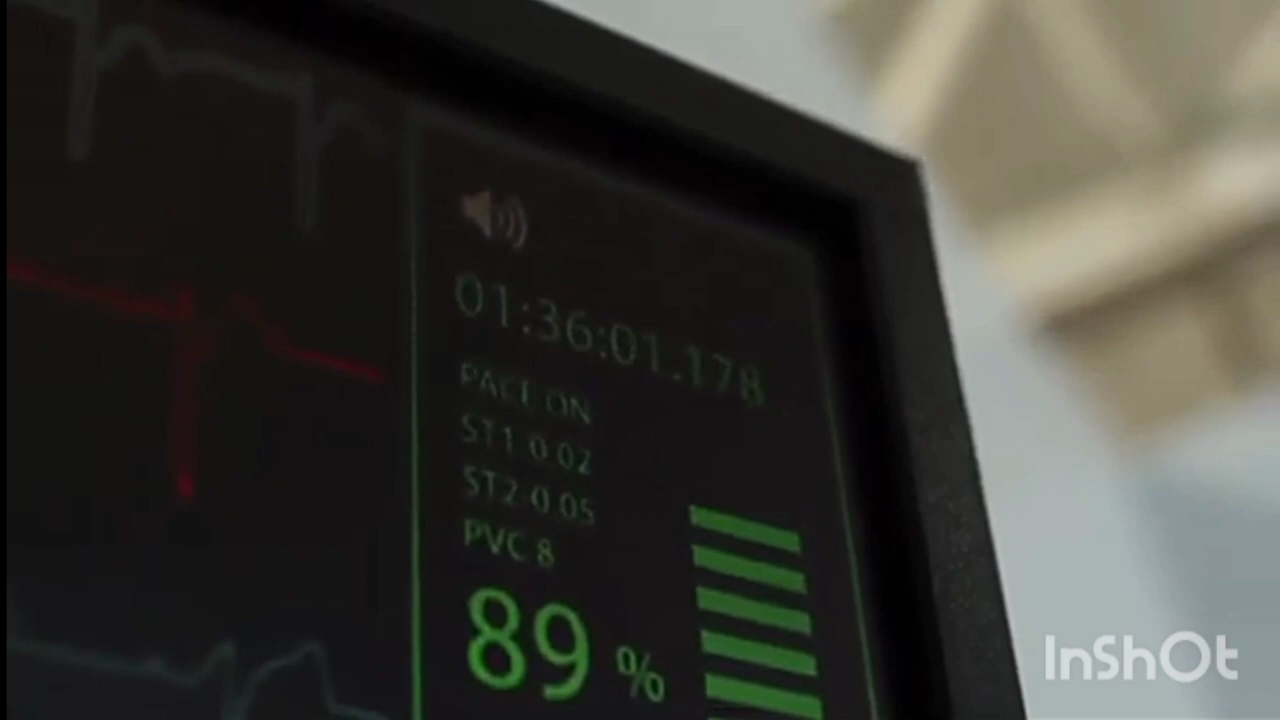 01:36:01.178
PACE ON
ST1 0.02
ST2-0.05
PVC 8
89 %
InShOt